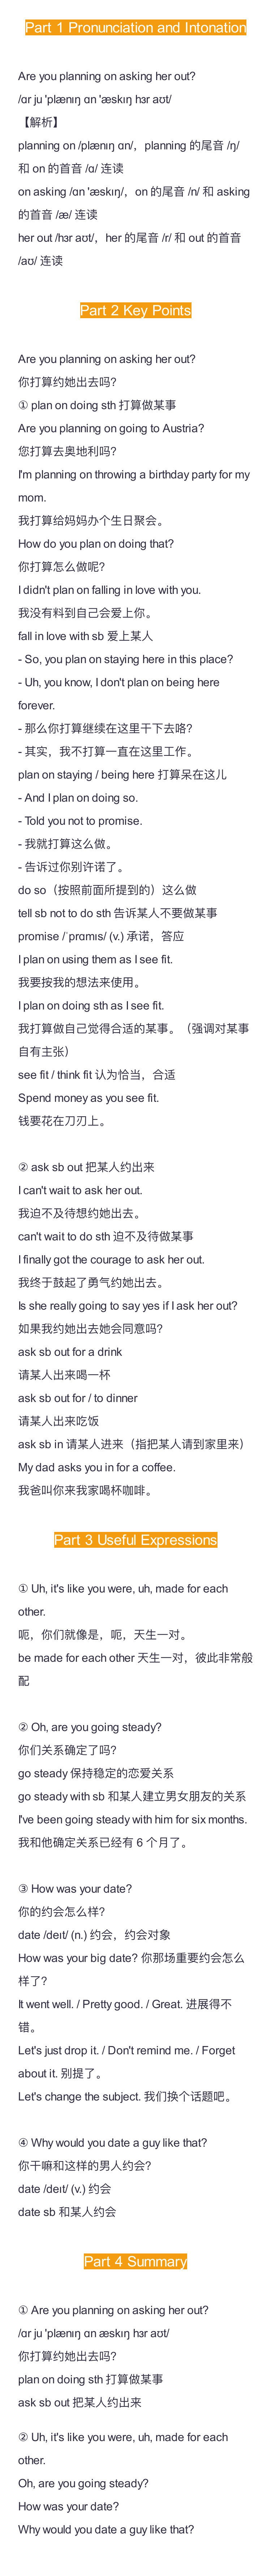 Part 1 Pronunciation and Intonation
Are you planning on asking her out?
/ɑr ju ˈplænɪŋ ɑn ˈæskɪŋ hɜr aʊt/
【解析】
planning on /plænɪŋ ɑn/，planning 的尾音 /ŋ/
和 on 的首音 /ɑ/ 连读
on asking /ɑn ˈæskɪŋ/，on 的尾音 /n/ 和 asking
的首音 /æ/ 连读
her out /hɜr aʊt/，her 的尾音 /r/ 和 out 的首音
/aʊ/ 连读
Part 2 Key Points
Are you planning on asking her out?
你打算约她出去吗?
① plan on doing sth 打算做某事
Are you planning on going to Austria?
您打算去奥地利吗?
I'm planning on throwing a birthday party for my
mom.
我打算给妈妈办个生日聚会。
How do you plan on doing that?
你打算怎么做呢?
I didn't plan on falling in love with you.
我没有料到自己会爱上你。
fall in love with sb 爱上某人
- So, you plan on staying here in this place?
- Uh, you know, I don't plan on being here
forever.
- 那么你打算继续在这里干下去咯?
- 其实，我不打算一直在这里工作。
plan on staying / being here 打算呆在这儿
- And I plan on doing so.
- Told you not to promise.
- 我就打算这么做。
- 告诉过你别许诺了。
do so（按照前面所提到的）这么做
tell sb not to do sth 告诉某人不要做某事
promise /ˈprɑmɪs/ (v.) 承诺，答应
I plan on using them as I see fit.
我要按我的想法来使用。
I plan on doing sth as I see fit.
我打算做自己觉得合适的某事。（强调对某事
自有主张）
see fit / think fit 认为恰当，合适
Spend money as you see fit.
钱要花在刀刃上。
② ask sb out 把某人约出来
I can't wait to ask her out.
我迫不及待想约她出去。
can't wait to do sth 迫不及待做某事
I finally got the courage to ask her out.
我终于鼓起了勇气约她出去。
Is she really going to say yes if I ask her out?
如果我约她出去她会同意吗?
ask sb out for a drink
请某人出来喝一杯
ask sb out for / to dinner
请某人出来吃饭
ask sb in 请某人进来（指把某人请到家里来）
My dad asks you in for a coffee.
我爸叫你来我家喝杯咖啡。
Part 3 Useful Expressions
① Uh, it's like you were, uh, made for each
other.
呃，你们就像是，呃，天生一对。
be made for each other 天生一对，彼此非常般
配
② Oh, are you going steady?
你们关系确定了吗?
go steady 保持稳定的恋爱关系
go steady with sb 和某人建立男女朋友的关系
I've been going steady with him for six months.
我和他确定关系已经有 6 个月了。
③ How was your date?
你的约会怎么样?
date /deɪt/ (n.) 约会，约会对象
How was your big date? 你那场重要约会怎么
样了?
It went well. / Pretty good. / Great. 进展得不
错。
Let's just drop it. / Don't remind me. / Forget
about it. 别提了。
Let's change the subject. 我们换个话题吧。
④ Why would you date a guy like that?
你干嘛和这样的男人约会?
date /deɪt/ (v.) 约会
date sb 和某人约会
Part 4 Summary
① Are you planning on asking her out?
/ɑr ju ˈplænɪŋ ɑn æskɪŋ hɜr aʊt/
你打算约她出去吗?
plan on doing sth 打算做某事
ask sb out 把某人约出来
② Uh, it's like you were, uh, made for each
other.
Oh, are you going steady?
How was your date?
Why would you date a guy like that?